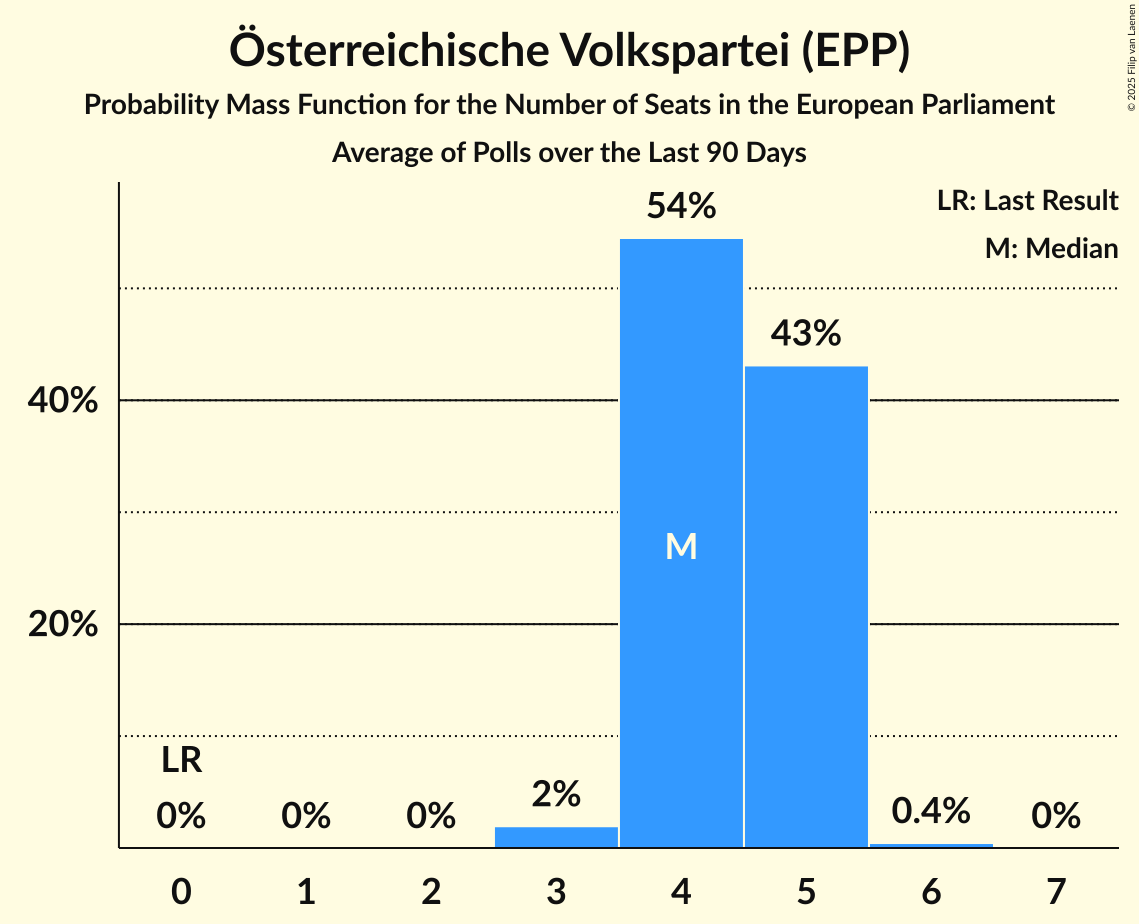 Österreichische Volkspartei (EPP)
Probability Mass Function for the Number of Seats in the European Parliament
Average of Polls over the Last 90 Days
© 2025 Filip van Laenen
LR: Last Result
M: Median
54%
43%
40%
M
20%
LR
0%
0%
0%
2%
0.4%
0%
0
1
2
3
4
5
6
7